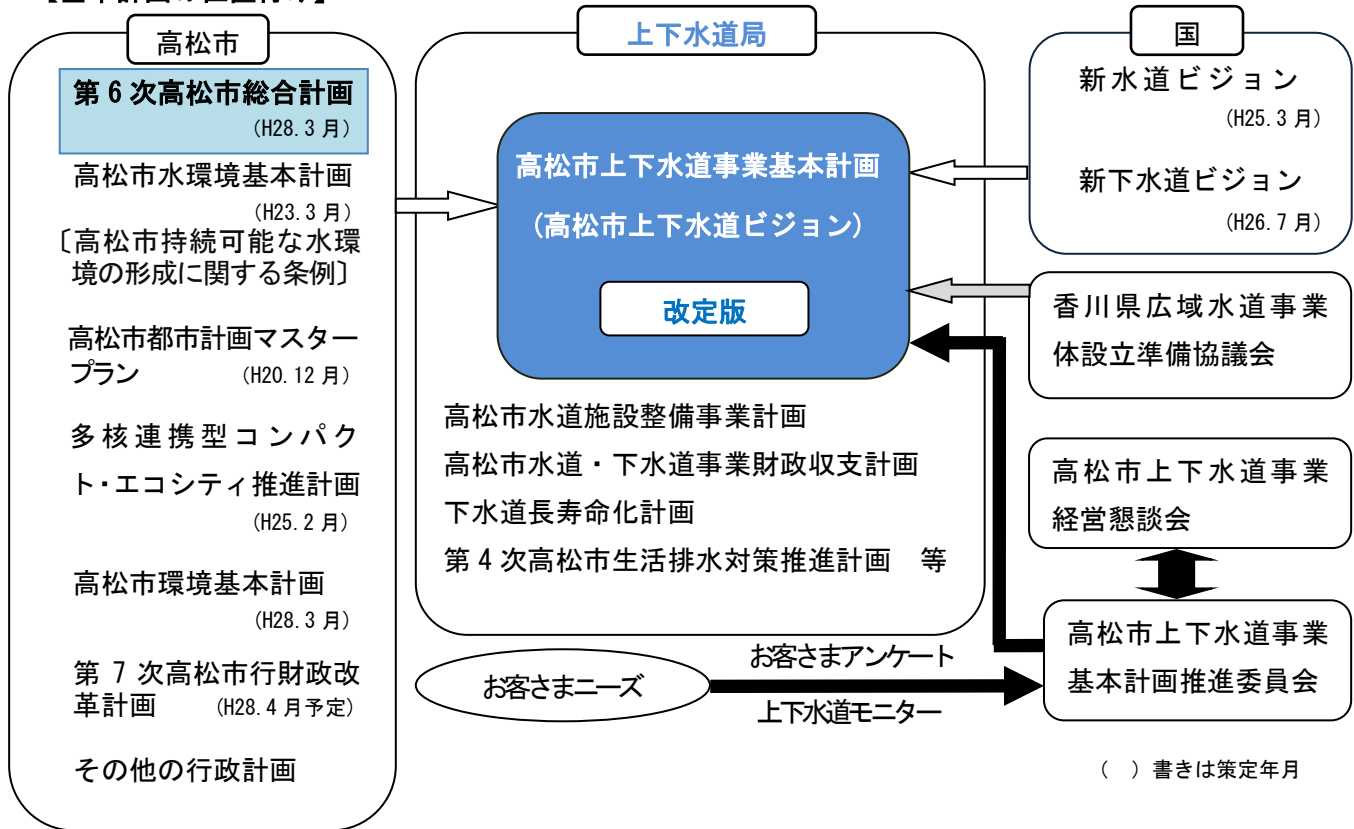 高松市
第6次高松市総合計画
(H28.3月)
高松市水環境基本計画
(H23.3月)
〔高松市持続可能な水環
境の形成に関する条例〕
高松市都市計画マスター
プラン (H20.12月)
多核連携型コンパク
ト・エコシティ推進計画
(H25.2月)
高松市環境基本計画
(H28.3月)
第7次高松市行財政改
革計画 (H28.4月予定)
その他の行政計画
上下水道局
高松市上下水道事業基本計画
(高松市上下水道ビジョン)
改定版
高松市水道施設整備事業計画
高松市水道・下水道事業財政収支計画
下水道長寿命化計画
第4次高松市生活排水対策推進計画 等
お客さまニーズ
お客さまアンケート
上下水道モニター
国
新水道ビジョン
(H25.3月)
新下水道ビジョン
(H26.7月)
香川県広域水道事業
体設立準備協議会
高松市上下水道事業
経営懇談会
高松市上下水道事業
基本計画推進委員会
( )書きは策定年月